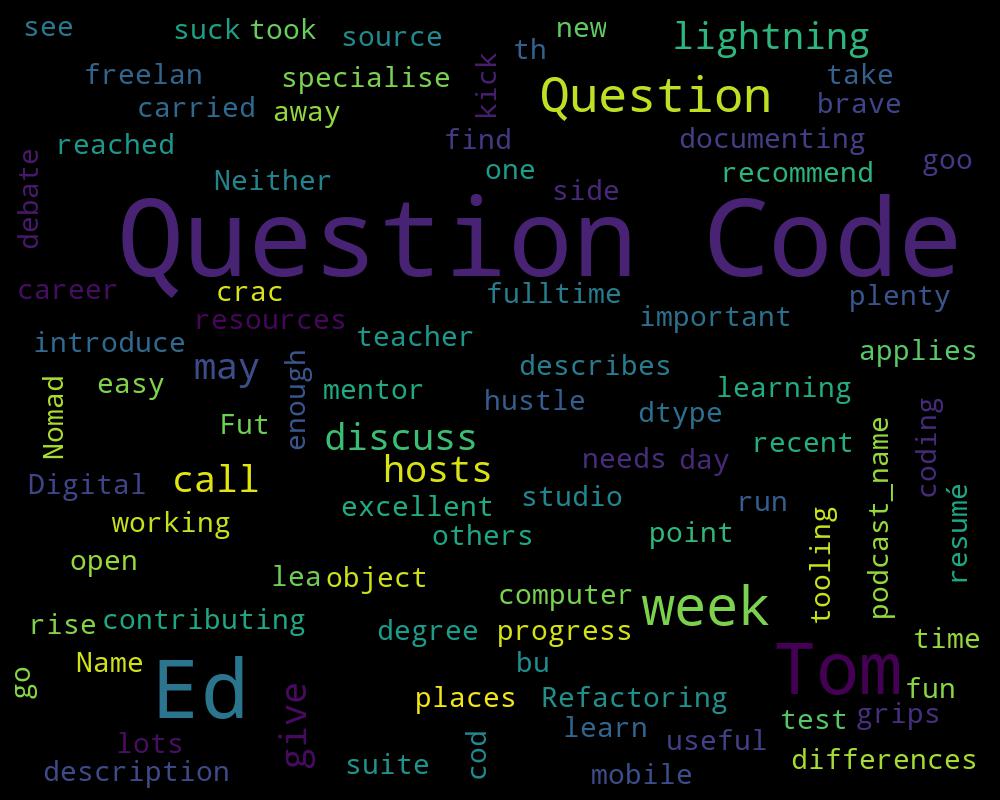 see
suck
took
source
th
new
lightning
freelan
specialise
kick
Question
take
carried
away
brave
reached
find
documenting
goo
debate
Neither
one
side
recommend
Question Code
career
crac
fulltime
plenty
resources
important
introduce
teacher
applies
may
enough
describes
Nomad
easy
mentor
hustle
learning
Fut
discuss
dtype
recent
coding
podcast_name
Digital
call
hosts
needs
day
excellent
studio
run
resumé
working
others
point
tooling
open
lea
object
computer
week
rise
contributing
degree
progress
time
go
Name
Ed
bu
Tom
fun
give
places
Refactoring
test
grips
lots
learn
useful
description
suite
cod
mobile
differences